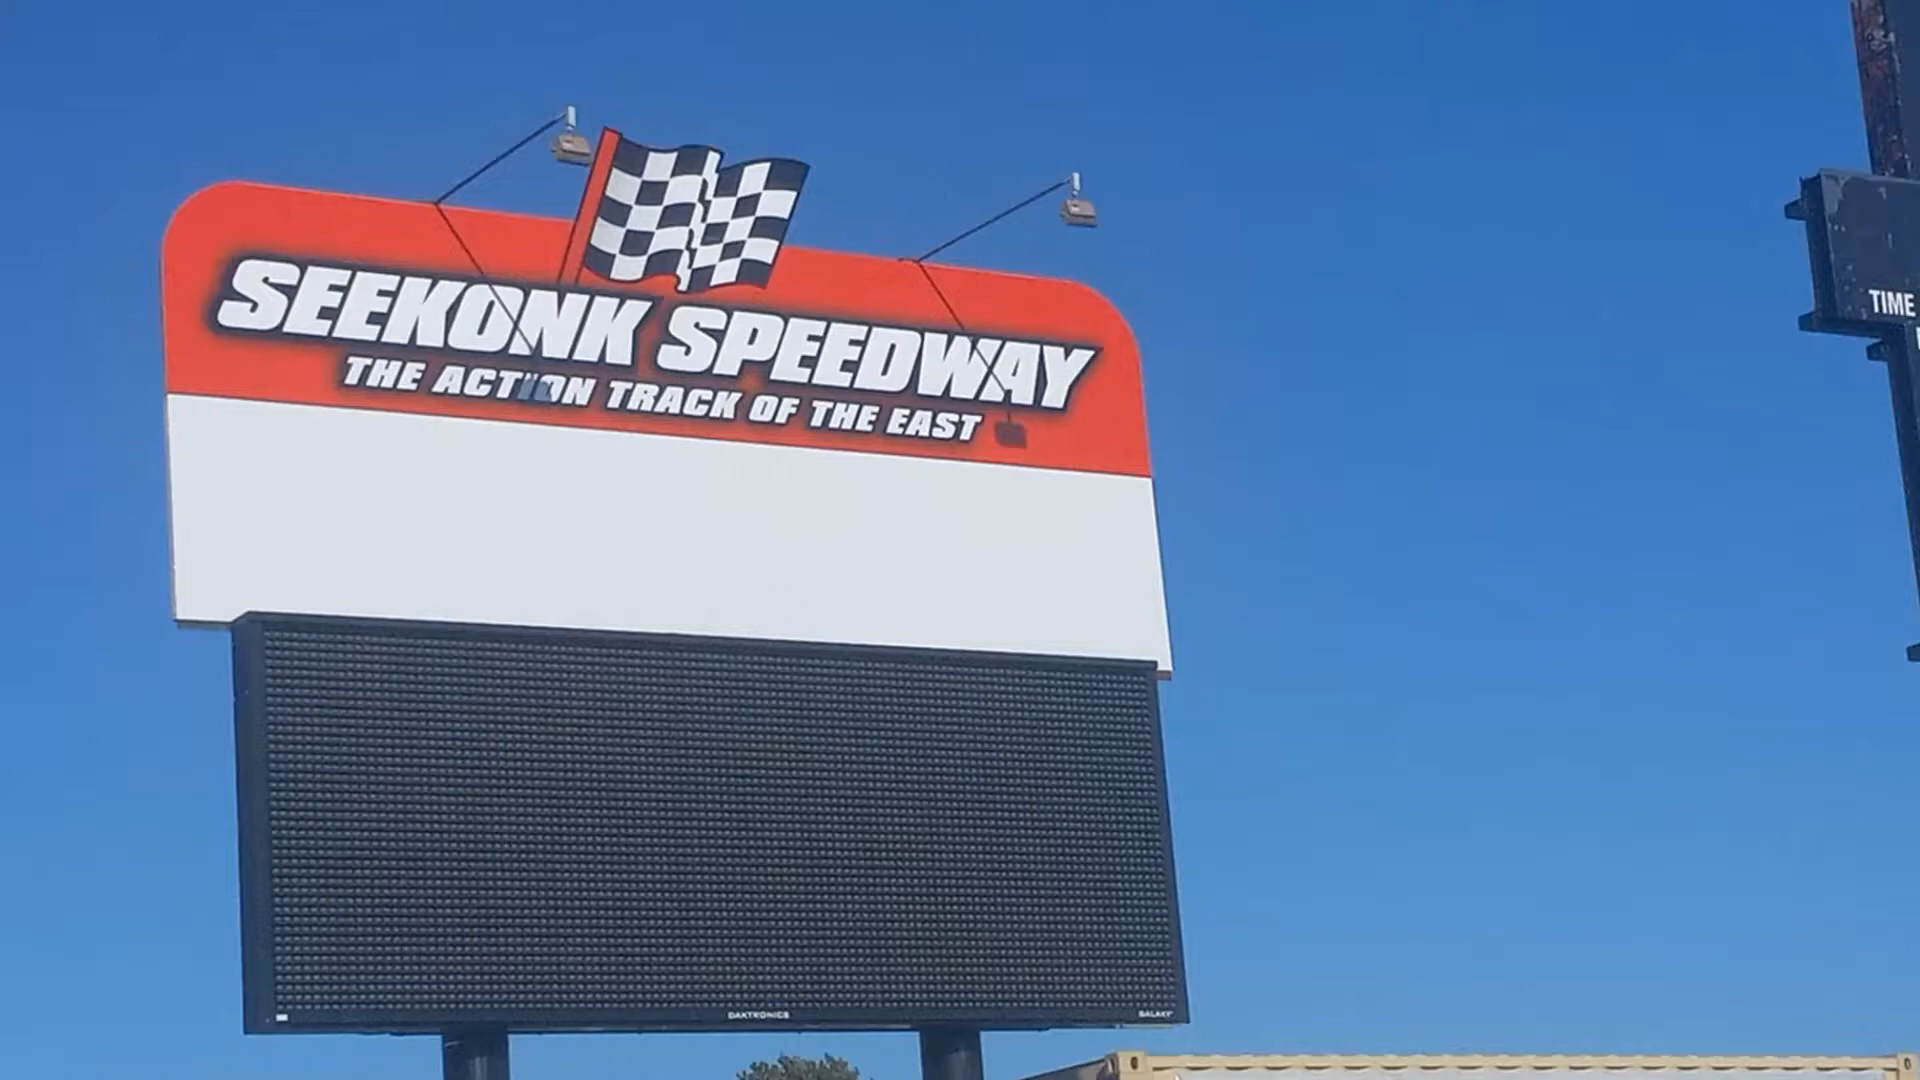 SEEKONK SPEEDWAY
THE ACTION TRACK OF THE EAST
TIME
DAKTRONICS
GALAXY